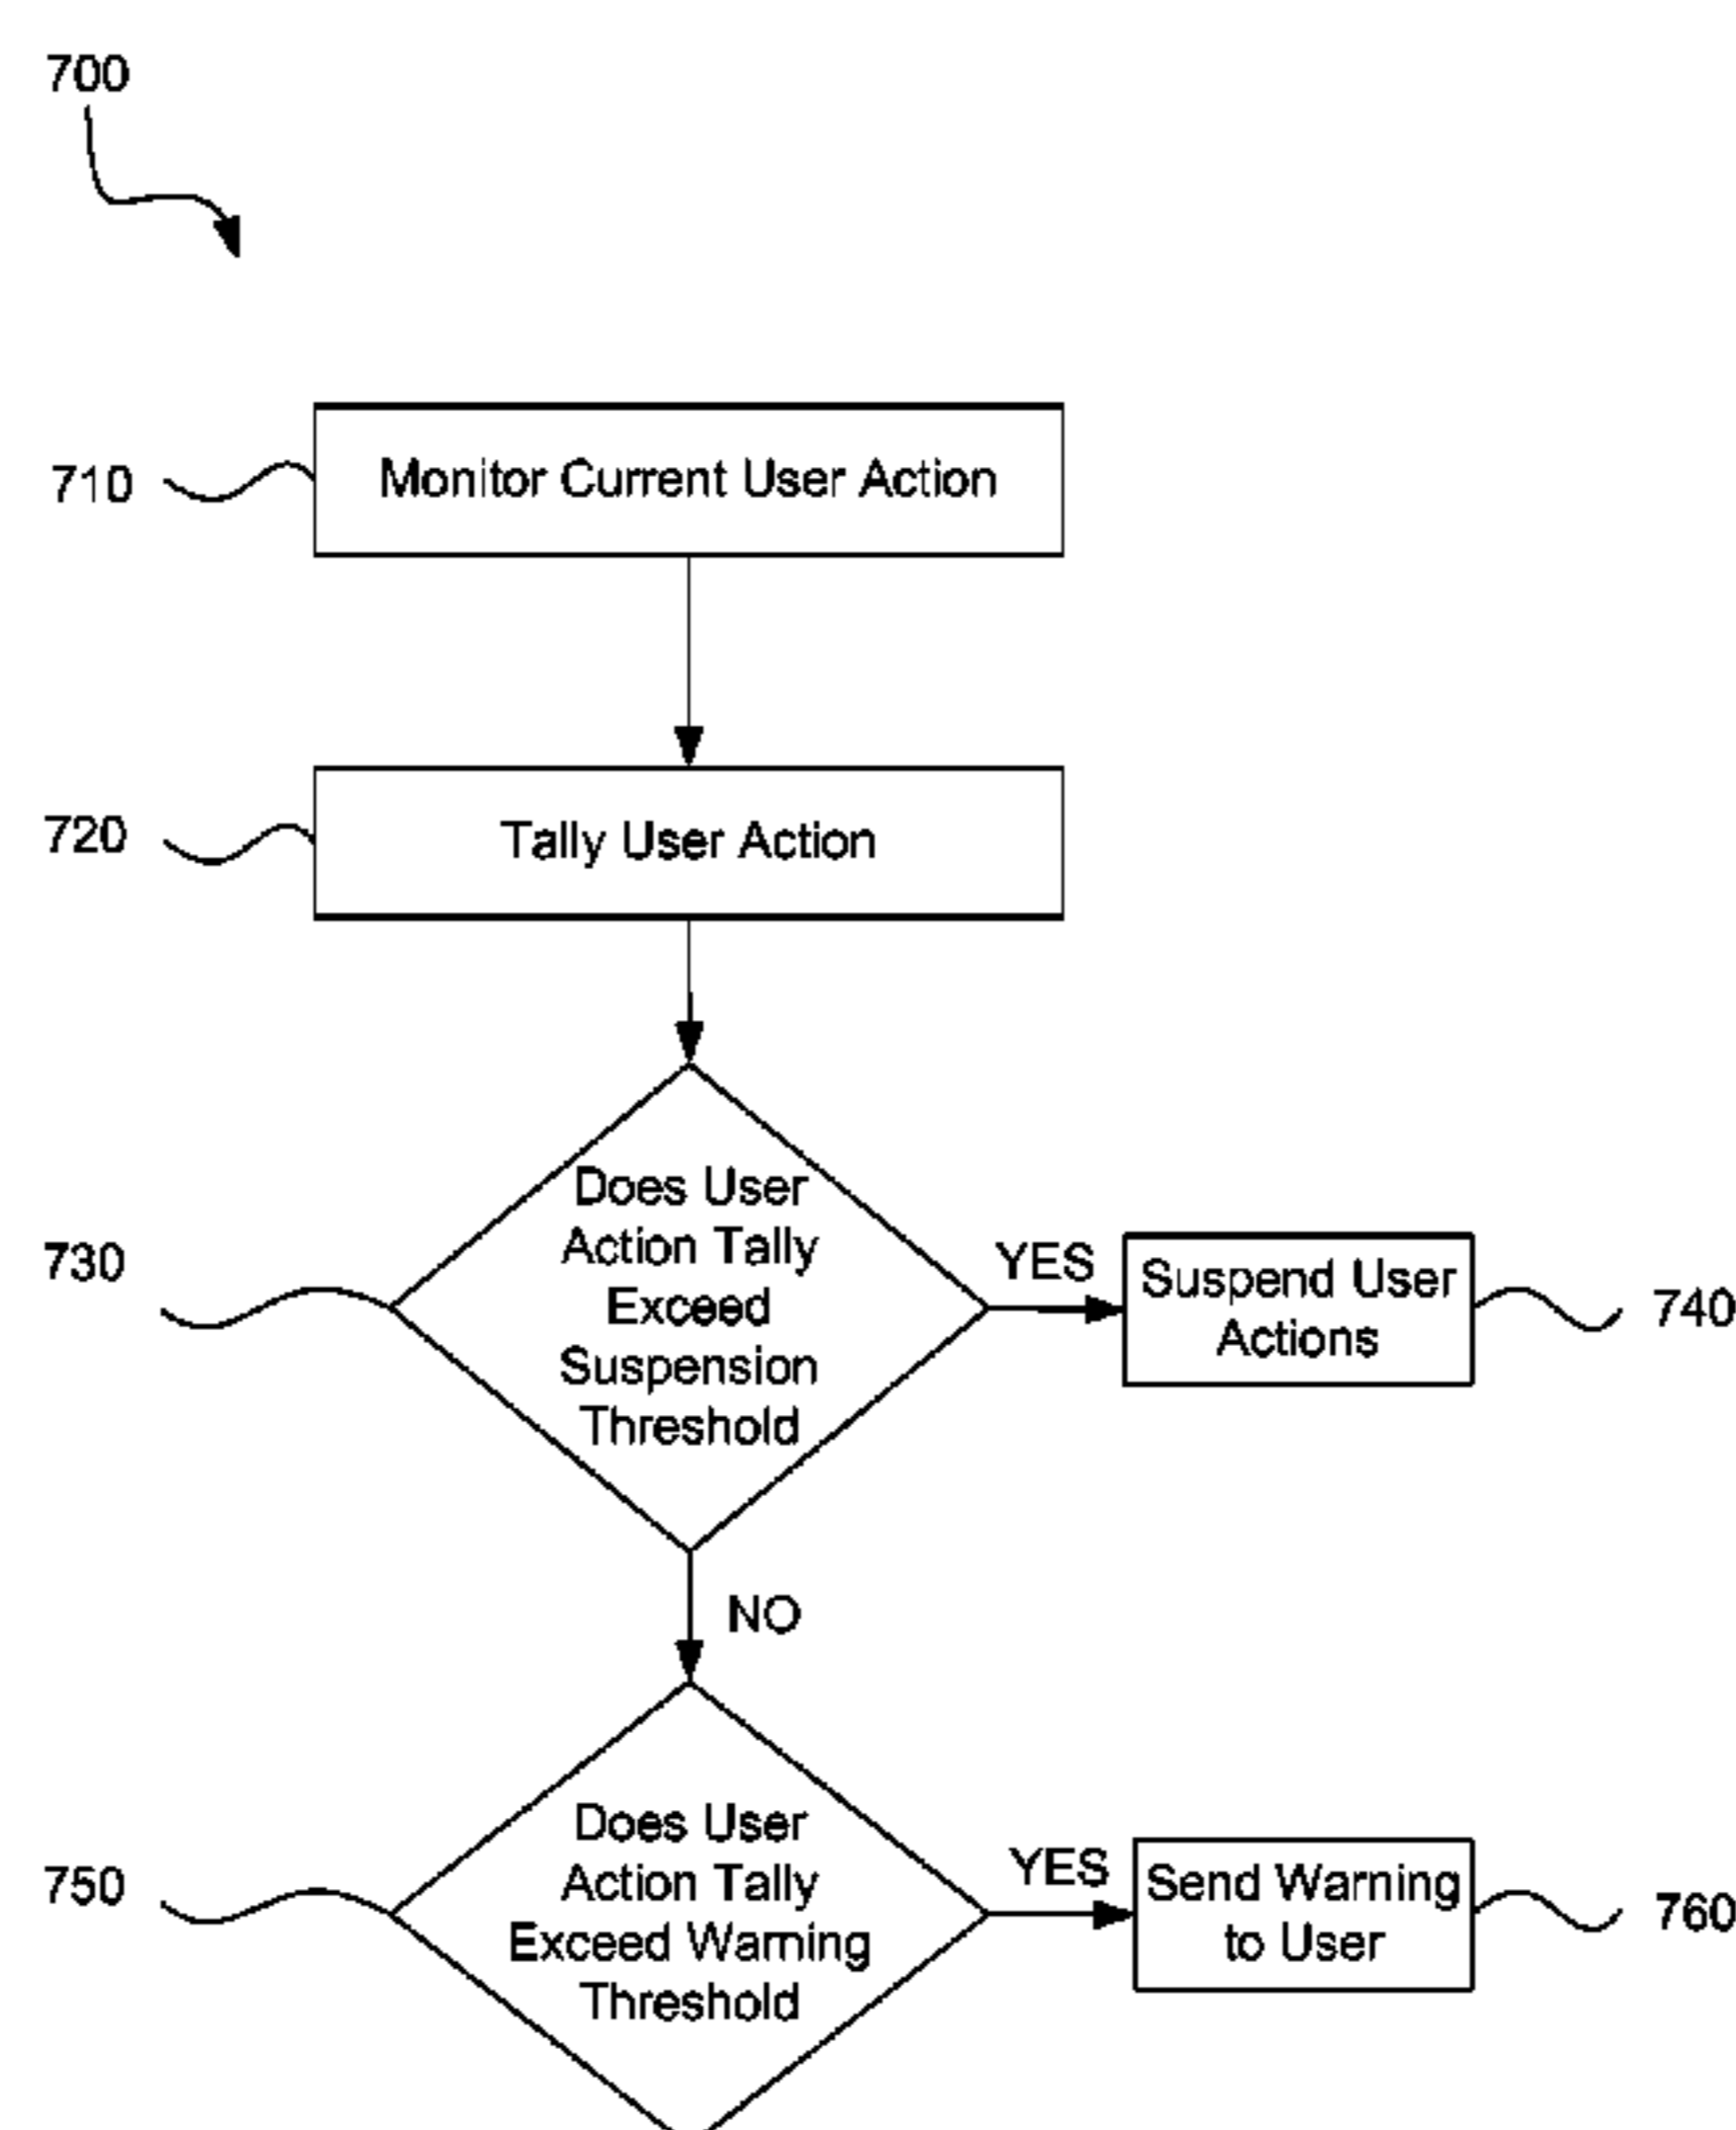 700
710
Monitor Current User Action
720
Tally User Action
730
Does User
Action Tally
Exceed
Suspension
Threshold
YES
Suspend User
Actions
740
NO
750
Does User
Action Tally
Exceed Warning
Threshold
YES
Send Warning
to User
760